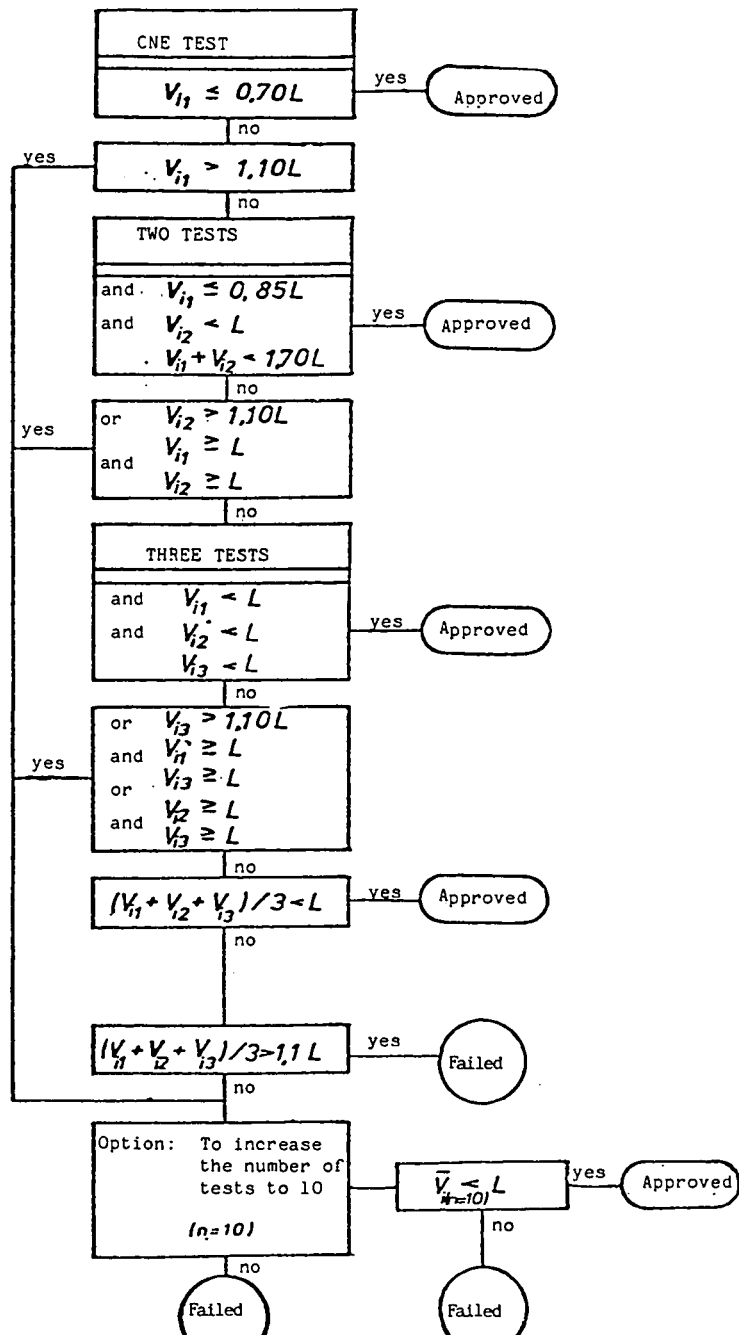 CNE TEST
V_i1 ≤ 0,70L
yes
Approved
no
yes
V_i1 > 1,10L
no
TWO TESTS
and V_i1 ≤ 0,85L
and V_i2 < L
V_i1 + V_i2 < 1,70L
yes
Approved
no
yes
or V_i2 > 1,10L
V_i1 ≥ L
and
V_i2 ≥ L
no
THREE TESTS
and V_i1 < L
and V_i2 < L
V_i3 < L
yes
Approved
no
yes
or V_i3 > 1,10L
and V_i1 ≥ L
or V_i3 ≥ L
V_i2 ≥ L
and V_i3 ≥ L
no
(V_i1 + V_i2 + V_i3)/3 < L
yes
Approved
no
(V_i1 + V_i2 + V_i3)/3 > 1,1 L
yes
Failed
no
Option: To increase
the number of
tests to 10
(n=10)
V̄_i(n=10) < L
yes
Approved
no
no
Failed
Failed